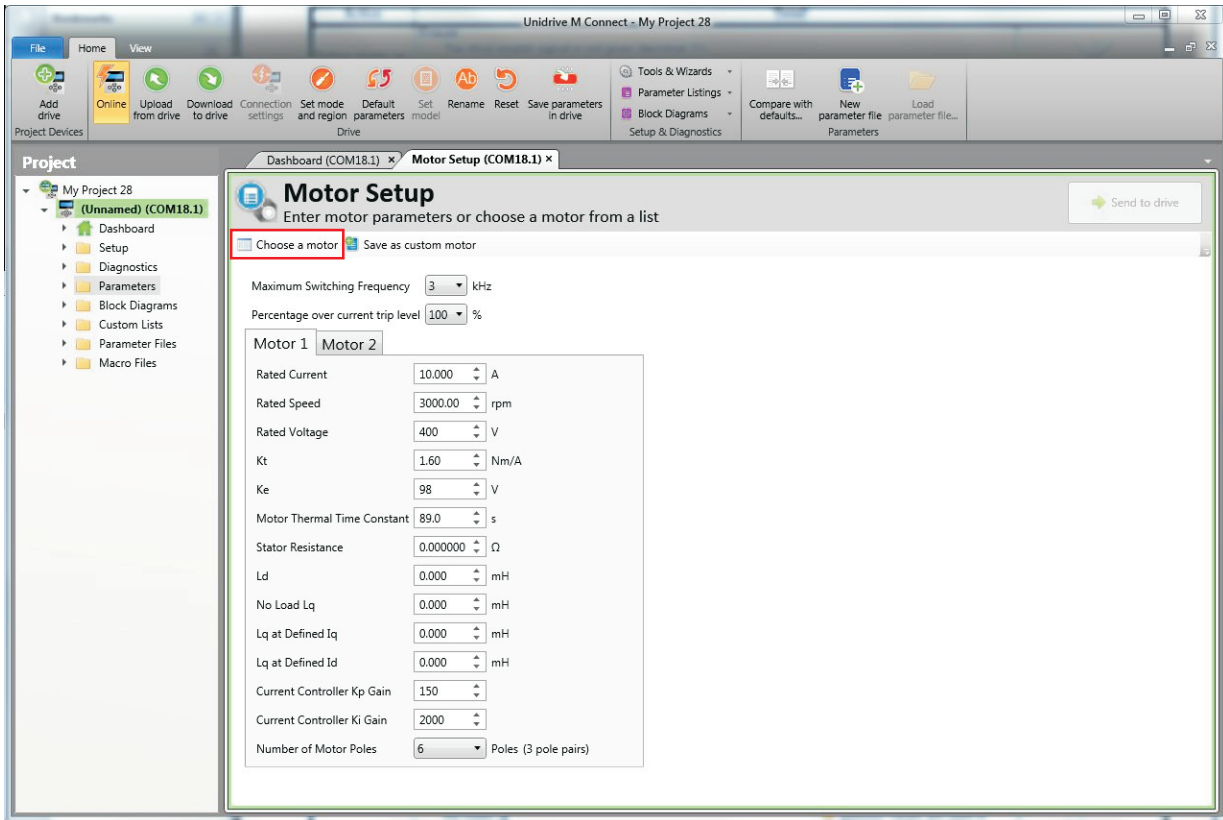 Unidrive M Connect - My Project 28
File Home View
Add drive
Online
Upload from drive
Download to drive
Connection settings
Set mode and region
Default parameters
Set model
Rename
Reset
Save parameters in drive
Tools & Wizards
Parameter Listings
Block Diagrams
Compare with defaults...
New parameter file
Load parameter file...
Project Devices
Drive
Setup & Diagnostics
Parameters
Project
Dashboard (COM18.1) × Motor Setup (COM18.1) ×
My Project 28
(Unnamed) (COM18.1)
Dashboard
Setup
Diagnostics
Parameters
Block Diagrams
Custom Lists
Parameter Files
Macro Files
Motor Setup
Enter motor parameters or choose a motor from a list
Send to drive
Choose a motor Save as custom motor
Maximum Switching Frequency 3 kHz
Percentage over current trip level 100 %
Motor 1 Motor 2
Rated Current 10.000 A
Rated Speed 3000.00 rpm
Rated Voltage 400 V
Kt 1.60 Nm/A
Ke 98 V
Motor Thermal Time Constant 89.0 s
Stator Resistance 0.000000 Ω
Ld 0.000 mH
No Load Lq 0.000 mH
Lq at Defined Iq 0.000 mH
Lq at Defined Id 0.000 mH
Current Controller Kp Gain 150
Current Controller Ki Gain 2000
Number of Motor Poles 6 Poles (3 pole pairs)